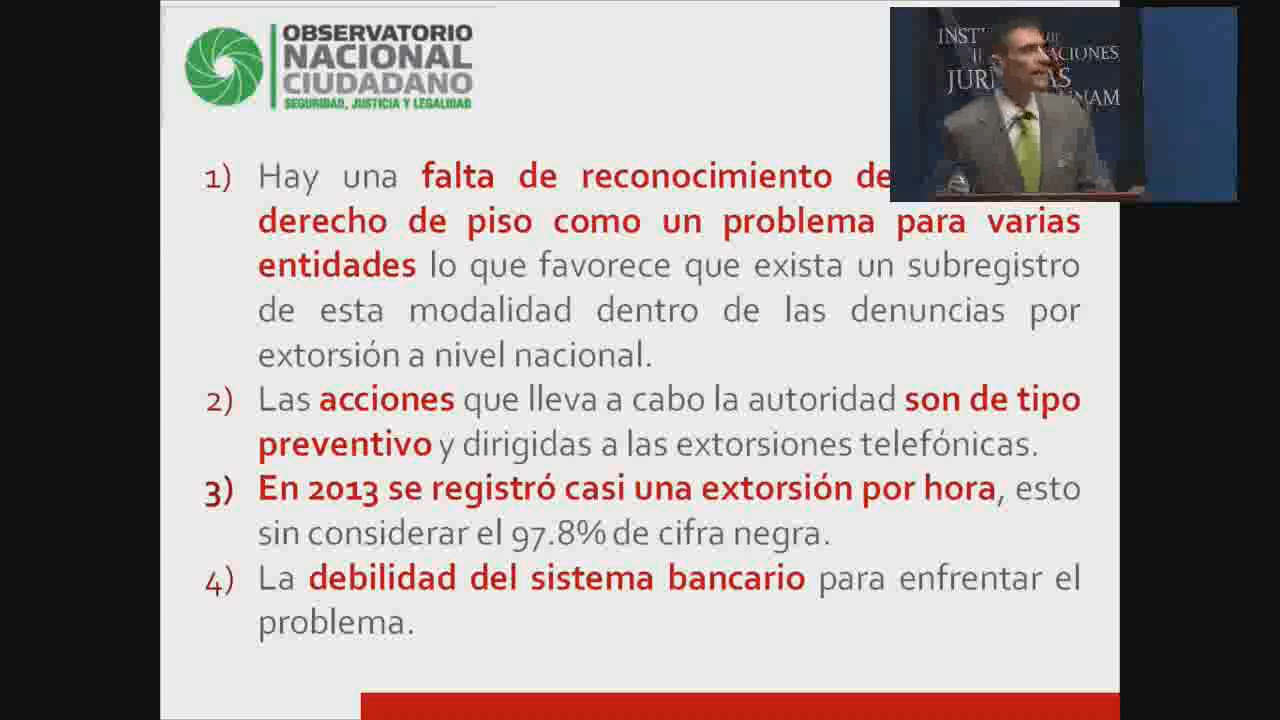 OBSERVATORIO
NACIONAL
CIUDADANO
SEGURIDAD, JUSTICIA Y LEGALIDAD
JUR
UNAM
1) Hay una falta de reconocimiento de
derecho de piso como un problema para varias
entidades lo que favorece que exista un subregistro
de esta modalidad dentro de las denuncias por
extorsión a nivel nacional.
2) Las acciones que lleva a cabo la autoridad son de tipo
preventivo y dirigidas a las extorsiones telefónicas.
3) En 2013 se registró casi una extorsión por hora, esto
sin considerar el 97.8% de cifra negra.
4) La debilidad del sistema bancario para enfrentar el
problema.